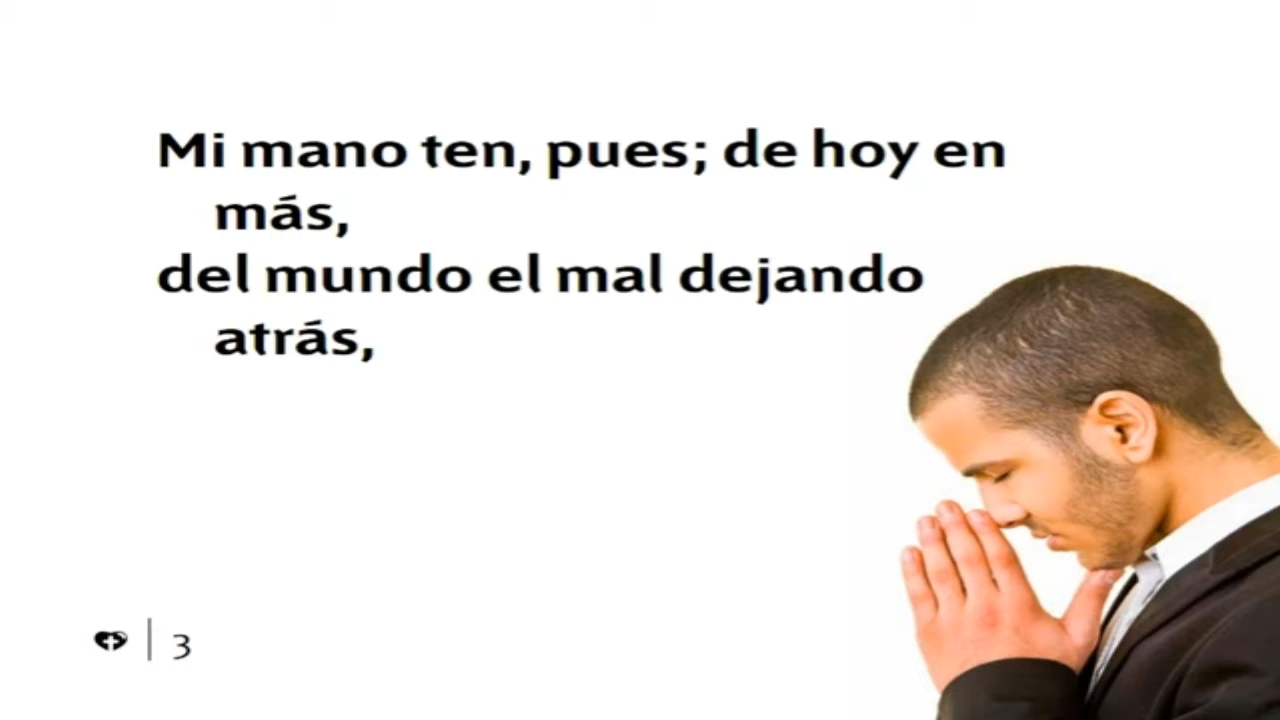 Mi mano ten, pues; de hoy en
más,
del mundo el mal dejando
atrás,
3